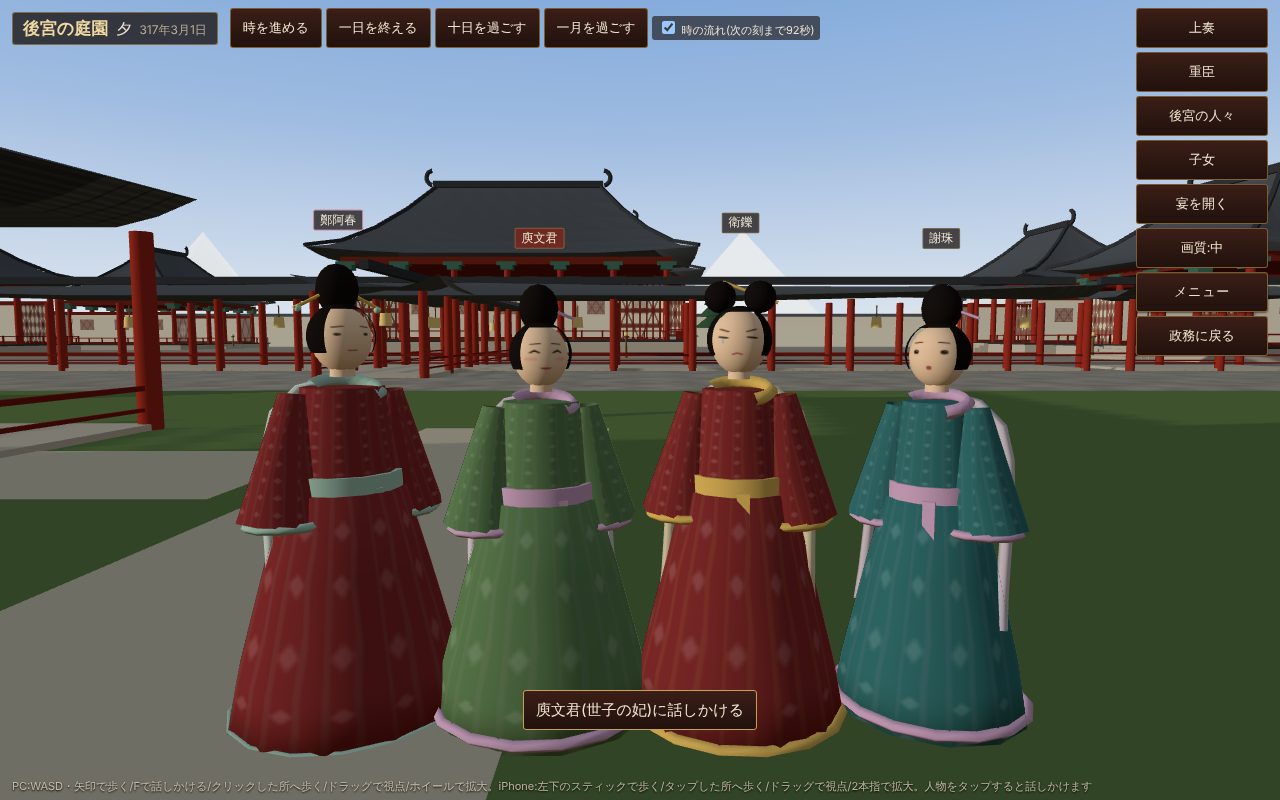 後宮の庭園 夕 317年3月1日
時を進める
一日を終える
十日を過ごす
一月を過ごす
時の流れ(次の刻まで92秒)
上奏
重臣
後宮の人々
子女
宴を開く
画質:中
メニュー
政務に戻る
鄭阿春
庾文君
衛鑠
謝珠
庾文君(世子の妃)に話しかける
PC:WASD・矢印で歩く/Fで話しかける/クリックした所へ歩く/ドラッグで視点/ホイールで拡大。iPhone:左下のスティックで歩く/タップした所へ歩く/ドラッグで視点/2本指で拡大。人物をタップすると話しかけます